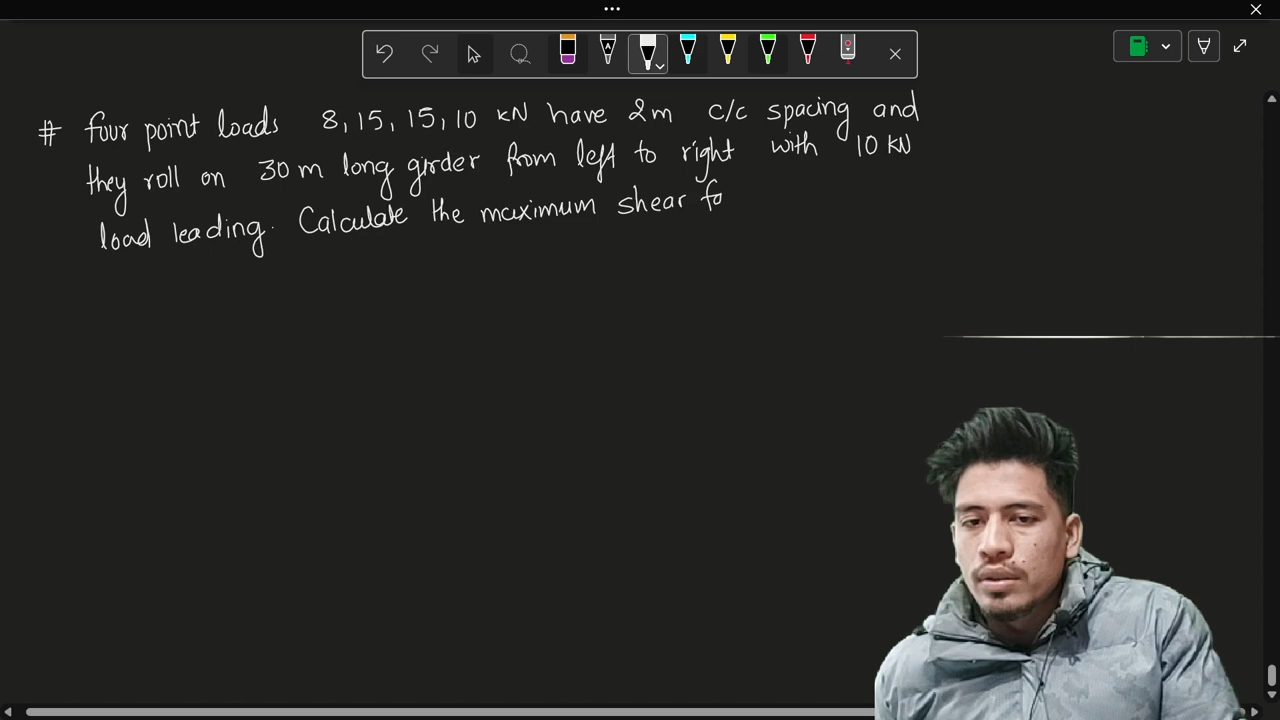 # four point loads 8, 15, 15, 10 kN have 2m c/c spacing and
they roll on 30 m long girder from left to right with 10 kN
load leading. Calculate the maximum shear fo